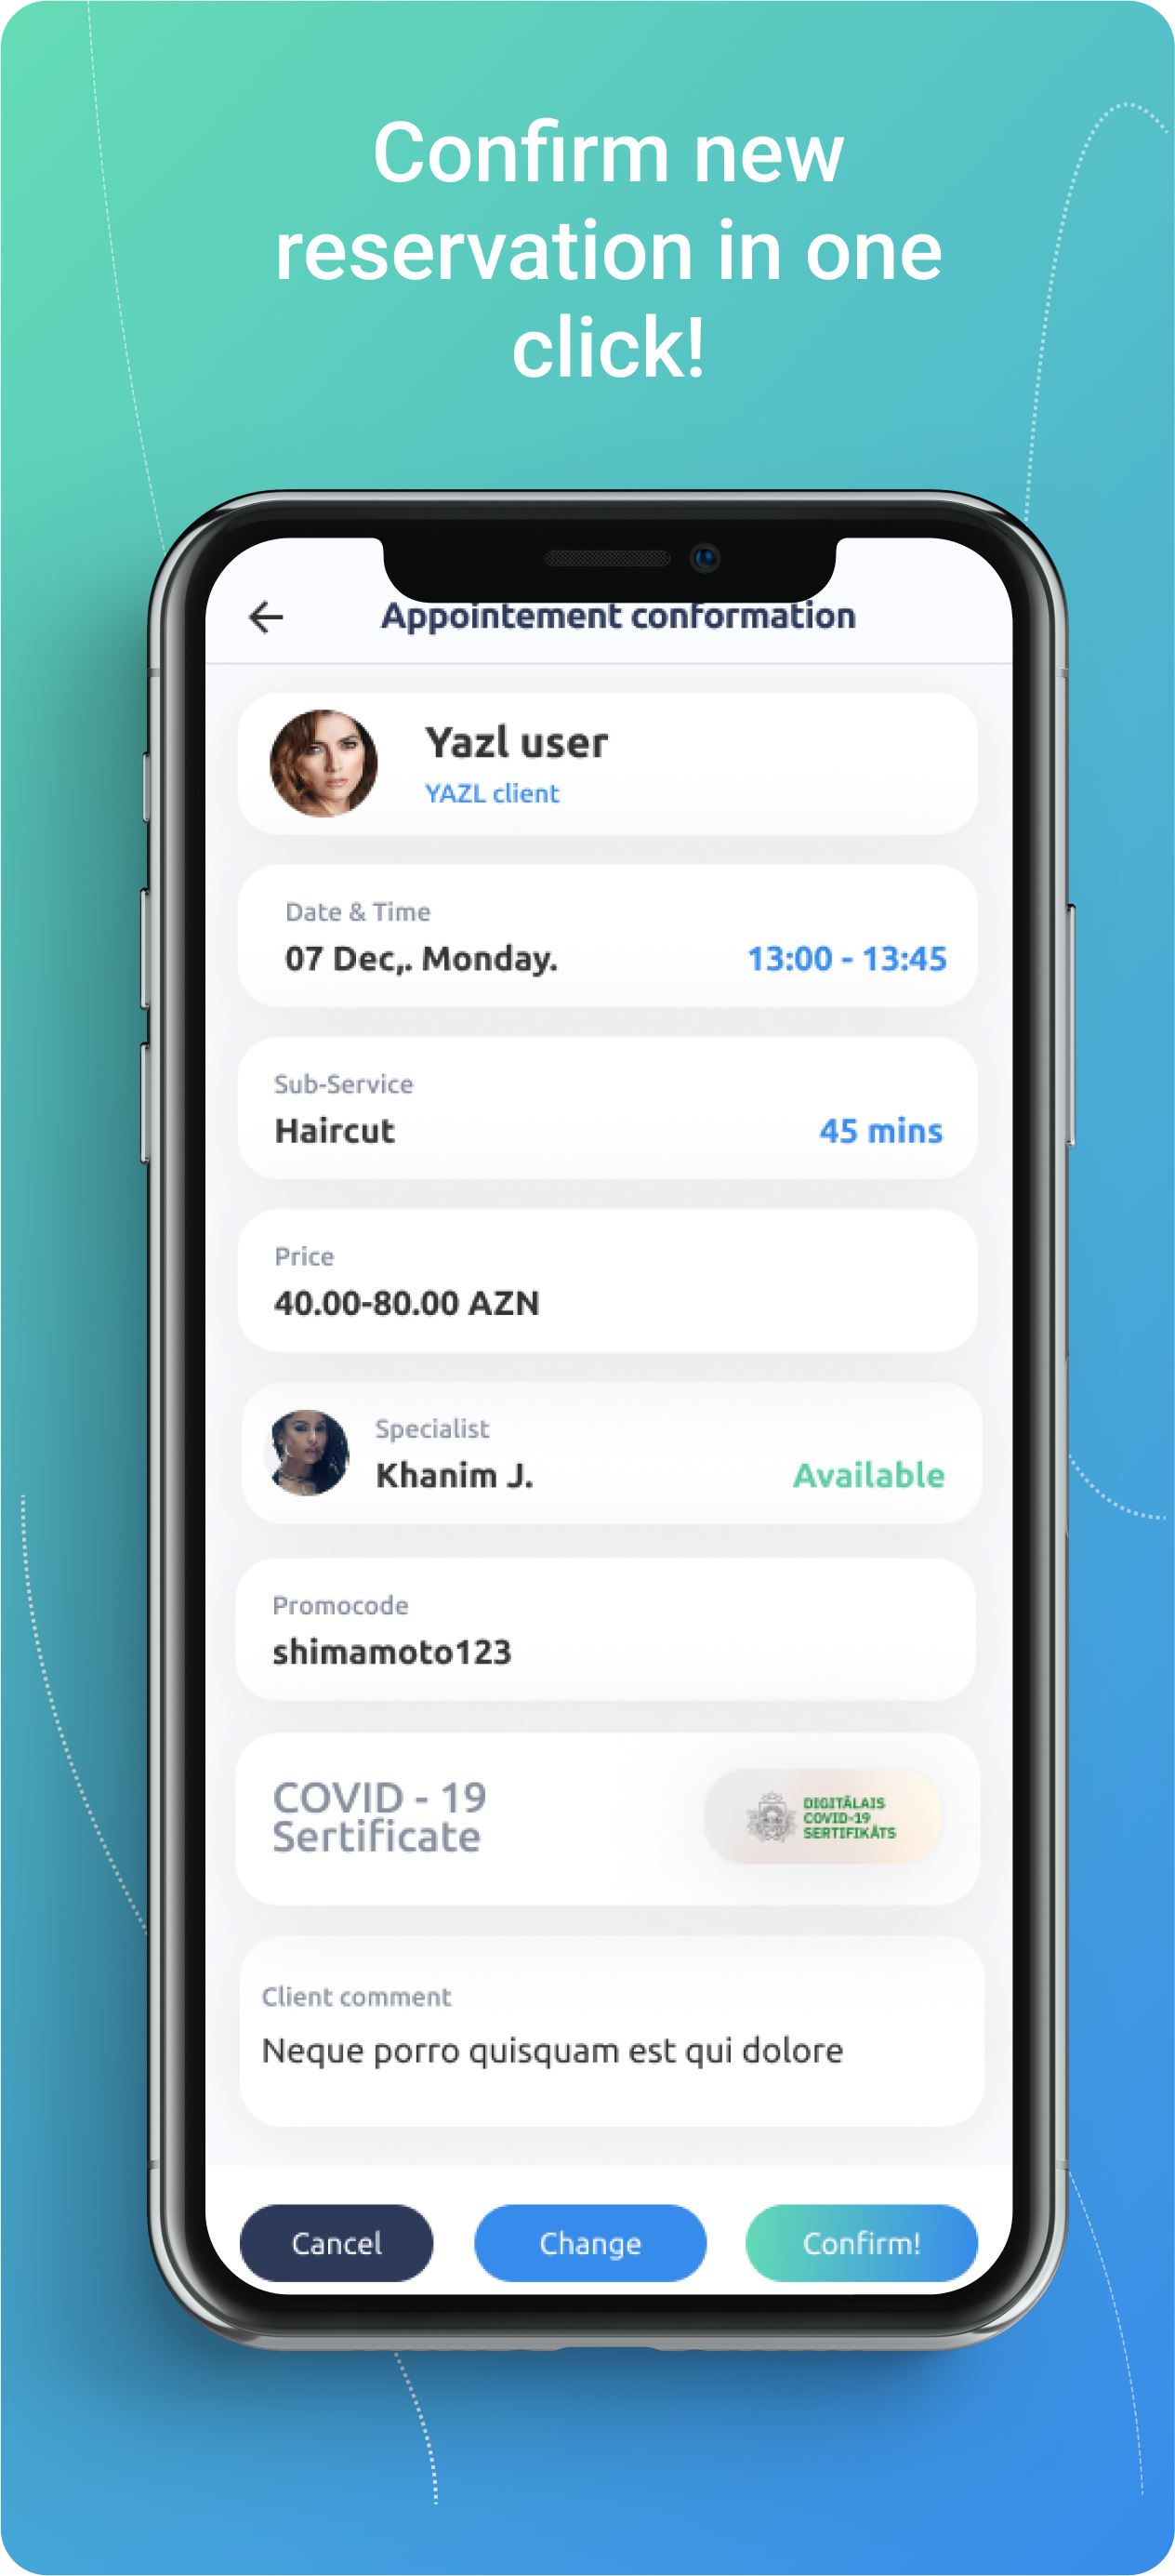 Confirm new
reservation in one
click!
Appointement conformation
Yazl user
YAZL client
Date & Time
07 Dec,. Monday.
13:00 - 13:45
Sub-Service
Haircut
45 mins
Price
40.00-80.00 AZN
Specialist
Khanim J.
Available
Promocode
shimamoto123
COVID - 19
Sertificate
DIGITĀLAIS
COVID-19
SERTIFIKĀTS
Client comment
Neque porro quisquam est qui dolore
Cancel
Change
Confirm!